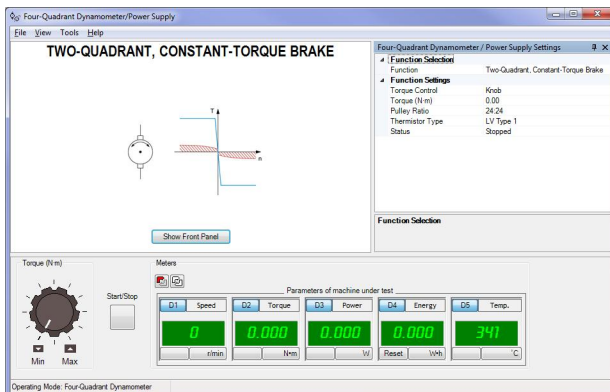 Four-Quadrant Dynamometer/Power Supply
File View Tools Help
TWO-QUADRANT, CONSTANT-TORQUE BRAKE
T
n
Show Front Panel
Four-Quadrant Dynamometer / Power Supply Settings
Function Selection
Function Two-Quadrant, Constant-Torque Brake
Function Settings
Torque Control Knob
Torque (N·m) 0.00
Pulley Ratio 24:24
Thermistor Type LV Type 1
Status Stopped
Function Selection
Torque (N·m)
Min Max
Start/Stop
Meters
Parameters of machine under test
D1 Speed D2 Torque D3 Power D4 Energy D5 Temp.
0 0.000 0.000 0.000 341
r/min N•m W Reset W•h °C
Operating Mode: Four-Quadrant Dynamometer